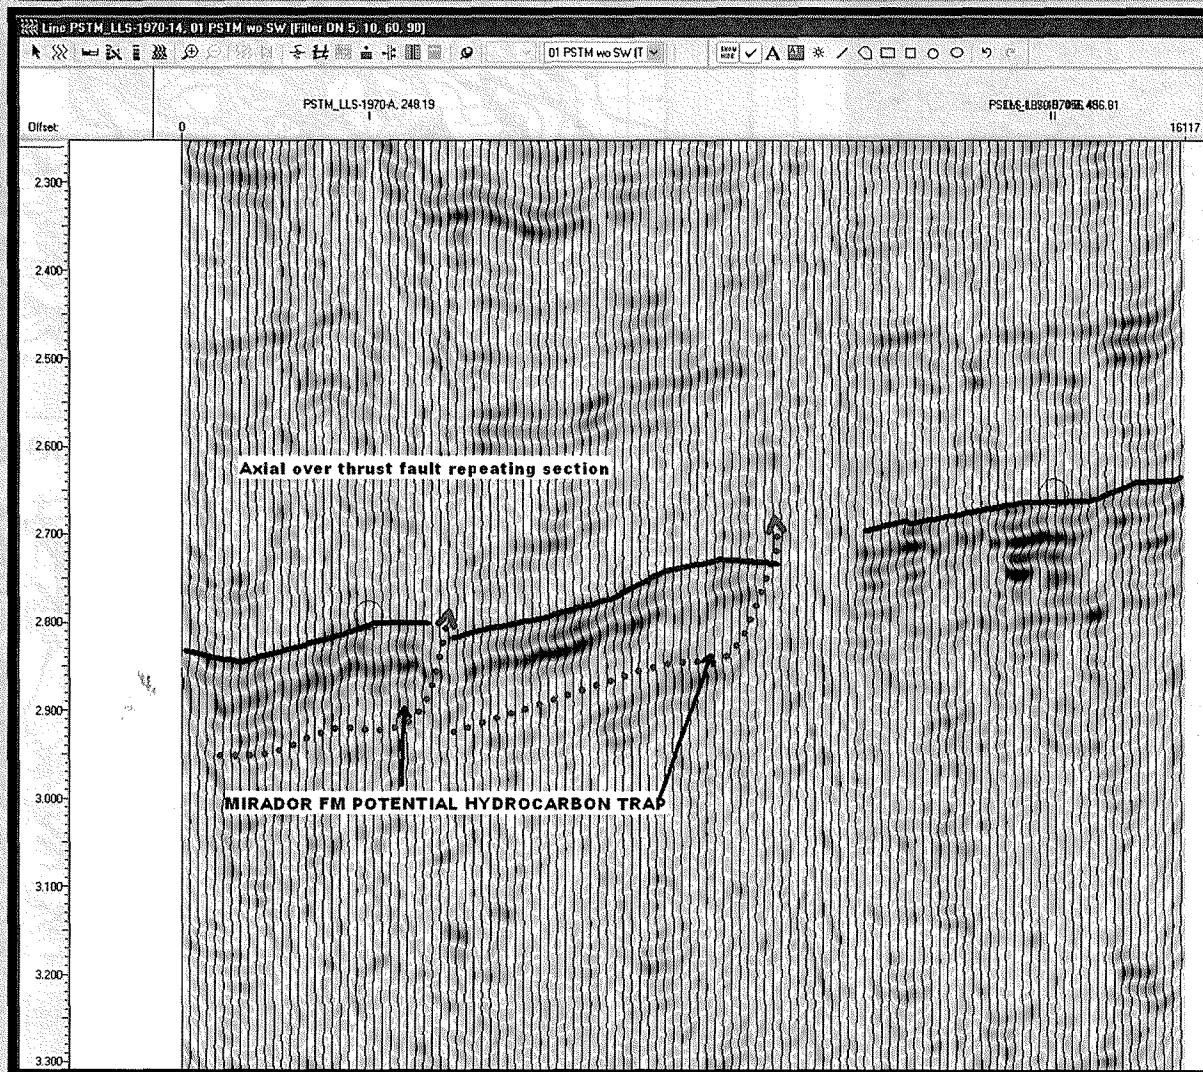 Line PSTM_LLS-1970-14, 01 PSTM wo SW [Filter DN 5, 10, 60, 90]
01 PSTM wo SW (T
SHOW HIDE
A
PSTM_LLS-1970-A, 248.19
Offset:
0
16117
2.300
2.400
2.500
2.600
Axial over thrust fault repeating section
2.700
2.800
2.900
3.000
MIRADOR FM POTENTIAL HYDROCARBON TRAP
3.100
3.200
3.300